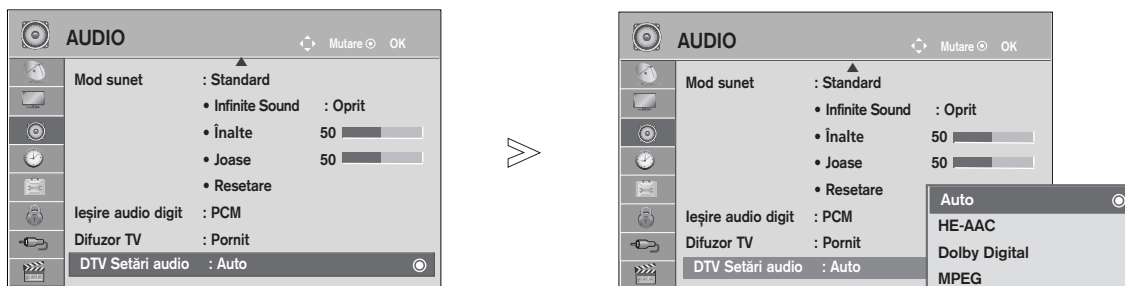 AUDIO
Mutare OK
Mod sunet : Standard
• Infinite Sound : Oprit
• Înalte 50
• Joase 50
• Resetare
Ieşire audio digit : PCM
Difuzor TV : Pornit
DTV Setări audio : Auto
AUDIO
Mutare OK
Mod sunet : Standard
• Infinite Sound : Oprit
• Înalte 50
• Joase 50
• Resetare
Ieşire audio digit : PCM
Difuzor TV : Pornit
DTV Setări audio : Auto
Auto
HE-AAC
Dolby Digital
MPEG